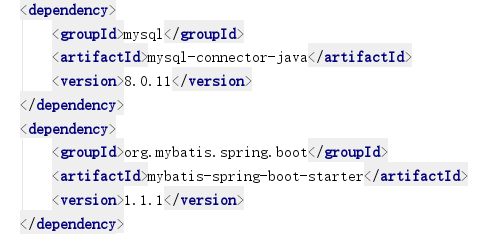 <dependency>
<groupId>mysql</groupId>
<artifactId>mysql-connector-java</artifactId>
<version>8.0.11</version>
</dependency>
<dependency>
<groupId>org.mybatis.spring.boot</groupId>
<artifactId>mybatis-spring-boot-starter</artifactId>
<version>1.1.1</version>
</dependency>